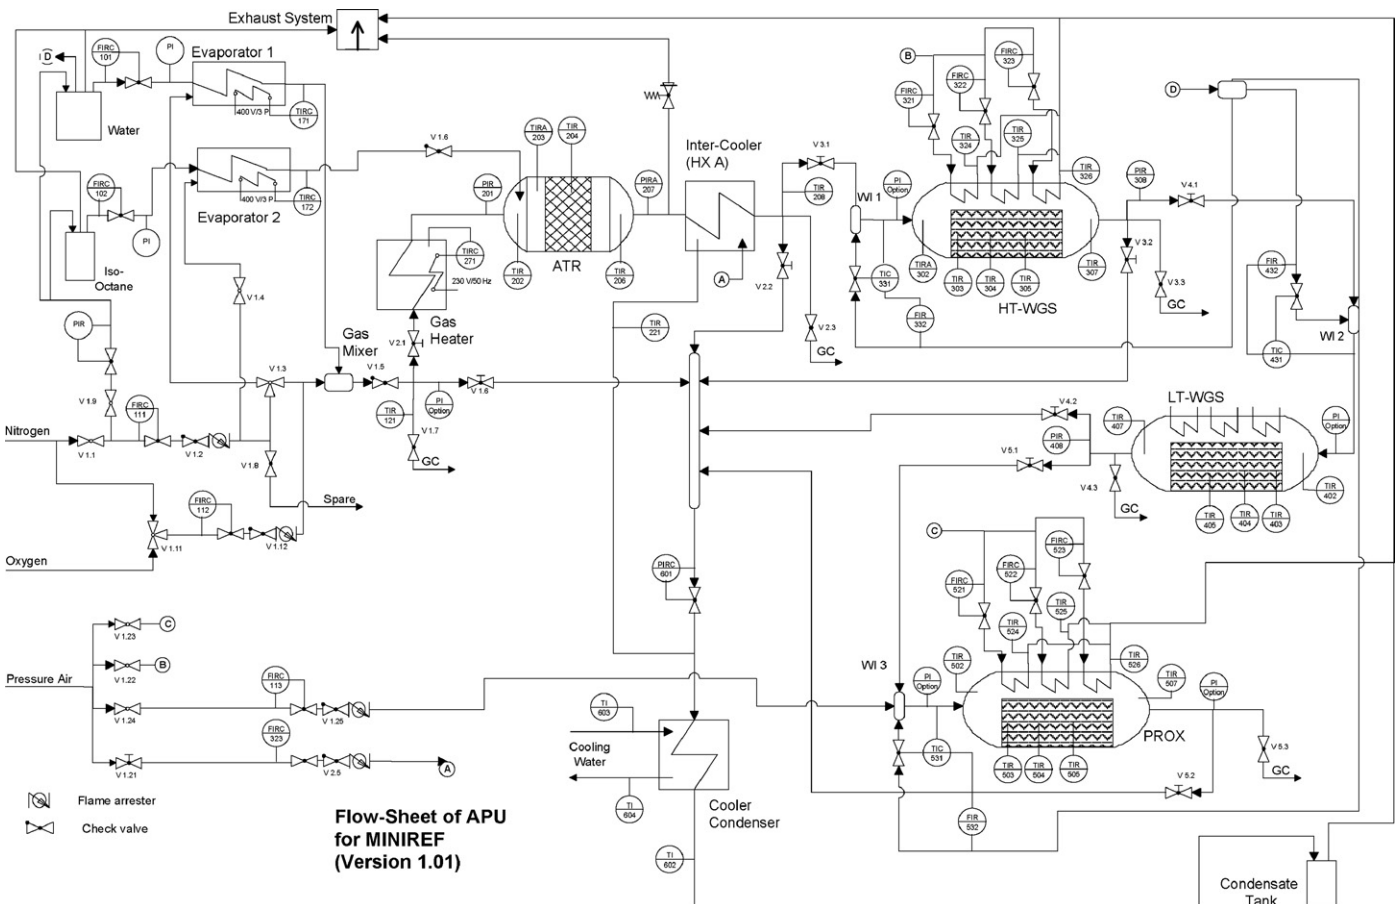 Exhaust System
D
FIRC
101
PI
Evaporator 1
400 V/3 P
TIRC
171
Water
V 1.6
FIRC
102
PI
400 V/3 P
TIRC
172
Evaporator 2
Iso-
Octane
PIR
V 1.9
V 1.4
TIRA
203
TIR
204
PIR
201
PIRA
207
TIR
202
TIR
206
ATR
TIRC
271
230 V/50 Hz
Gas
Heater
V 2.1
Inter-Cooler
(HX A)
A
V 2.2
V 2.3
GC
V 3.1
TIR
208
TIR
221
B
FIRC
321
FIRC
322
FIRC
323
TIR
324
TIR
325
TIR
326
WI 1
PI
Option
TIRA
302
TIR
303
TIR
304
TIR
305
TIR
307
HT-WGS
TIC
331
FIR
332
PIR
308
V4.1
V 3.2
V 3.3
GC
D
FIR
432
TIC
431
WI 2
Gas
Mixer
V 1.3
V 1.5
PI
Option
V 1.6
TIR
121
V 1.7
GC
FIRC
111
Nitrogen
V 1.1
V 1.2
V 1.8
Spare
FIRC
112
V 1.11
V 1.12
Oxygen
LT-WGS
V 4.2
PIR
408
V 5.1
V4.3
GC
TIR
407
PI
Option
TIR
402
TIR
405
TIR
404
TIR
403
PIRC
601
C
FIRC
521
FIRC
522
FIRC
523
TIR
524
TIR
525
TIR
526
WI 3
PI
Option
TIR
502
TIR
507
PI
Option
TIR
503
TIR
504
TIR
505
PROX
TIC
531
FIR
532
V 5.2
V 5.3
GC
V 1.23
C
V 1.22
B
Pressure Air
V 1.24
FIRC
113
V 1.25
V 1.21
FIRC
323
V 2.5
A
TI
603
Cooling
Water
TI
604
Cooler
Condenser
TI
602
Flame arrester
Check valve
Flow-Sheet of APU
for MINIREF
(Version 1.01)
Condensate
Tank